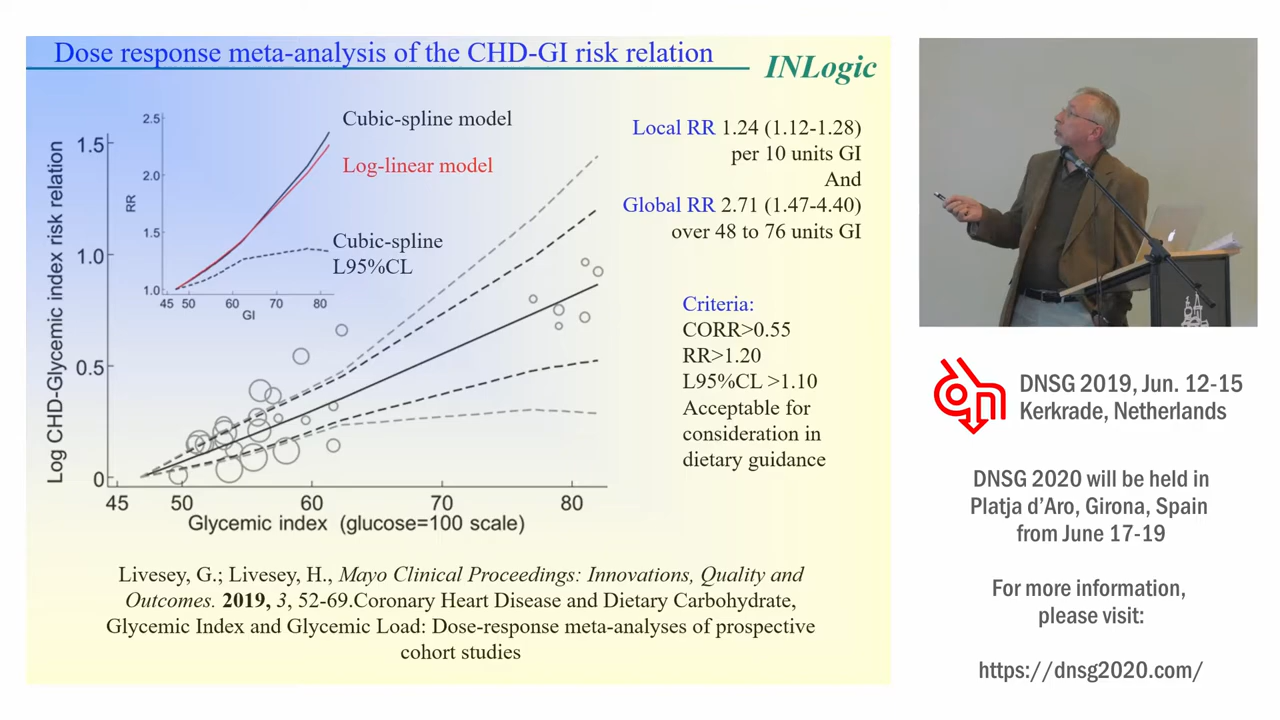 Dose response meta-analysis of the CHD-GI risk relation
INLogic
Log CHD-Glycemic index risk relation
1.5
1.0
0.5
0
45
50
60
70
80
Glycemic index (glucose=100 scale)
RR
2.5
2.0
1.5
1.0
45
50
60
70
80
GI
Cubic-spline model
Log-linear model
Cubic-spline
L95%CL
Local RR 1.24 (1.12-1.28)
per 10 units GI
And
Global RR 2.71 (1.47-4.40)
over 48 to 76 units GI
Criteria:
CORR>0.55
RR>1.20
L95%CL >1.10
Acceptable for
consideration in
dietary guidance
Livesey, G.; Livesey, H., Mayo Clinical Proceedings: Innovations, Quality and
Outcomes. 2019, 3, 52-69.Coronary Heart Disease and Dietary Carbohydrate,
Glycemic Index and Glycemic Load: Dose-response meta-analyses of prospective
cohort studies
DNSG 2019, Jun. 12-15
Kerkrade, Netherlands
DNSG 2020 will be held in
Platja d'Aro, Girona, Spain
from June 17-19
For more information,
please visit:
https://dnsg2020.com/